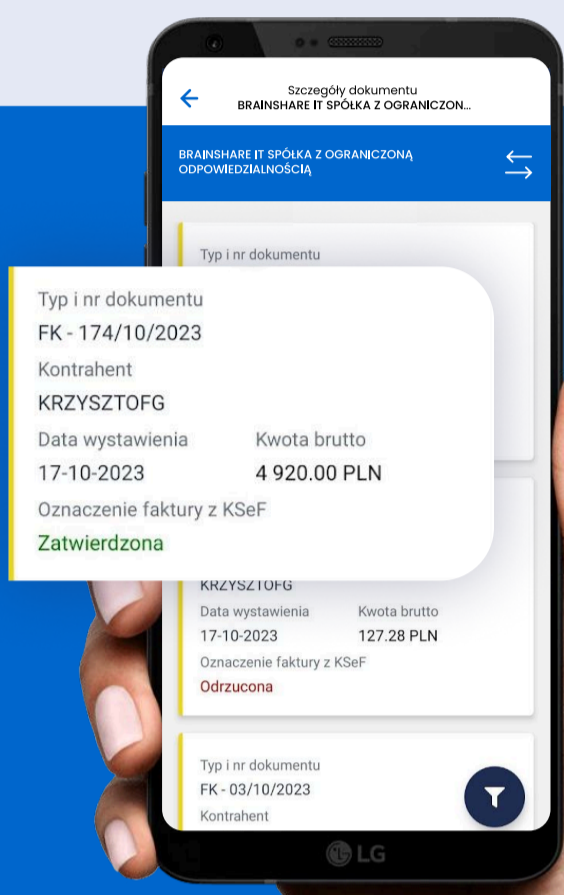 Szczegóły dokumentu
BRAINSHARE IT SPÓŁKA Z OGRANICZON...
BRAINSHARE IT SPÓŁKA Z OGRANICZONĄ
ODPOWIEDZIALNOŚCIĄ
Typ i nr dokumentu
Typ i nr dokumentu
FK - 174/10/2023
Kontrahent
KRZYSZTOFG
Data wystawienia Kwota brutto
17-10-2023 4 920.00 PLN
Oznaczenie faktury z KSeF
Zatwierdzona
KRZYSZTOFG
Data wystawienia Kwota brutto
17-10-2023 127.28 PLN
Oznaczenie faktury z KSeF
Odrzucona
Typ i nr dokumentu
FK - 03/10/2023
Kontrahent
LG